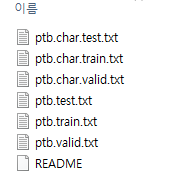 이름
ptb.char.test.txt
ptb.char.train.txt
ptb.char.valid.txt
ptb.test.txt
ptb.train.txt
ptb.valid.txt
README